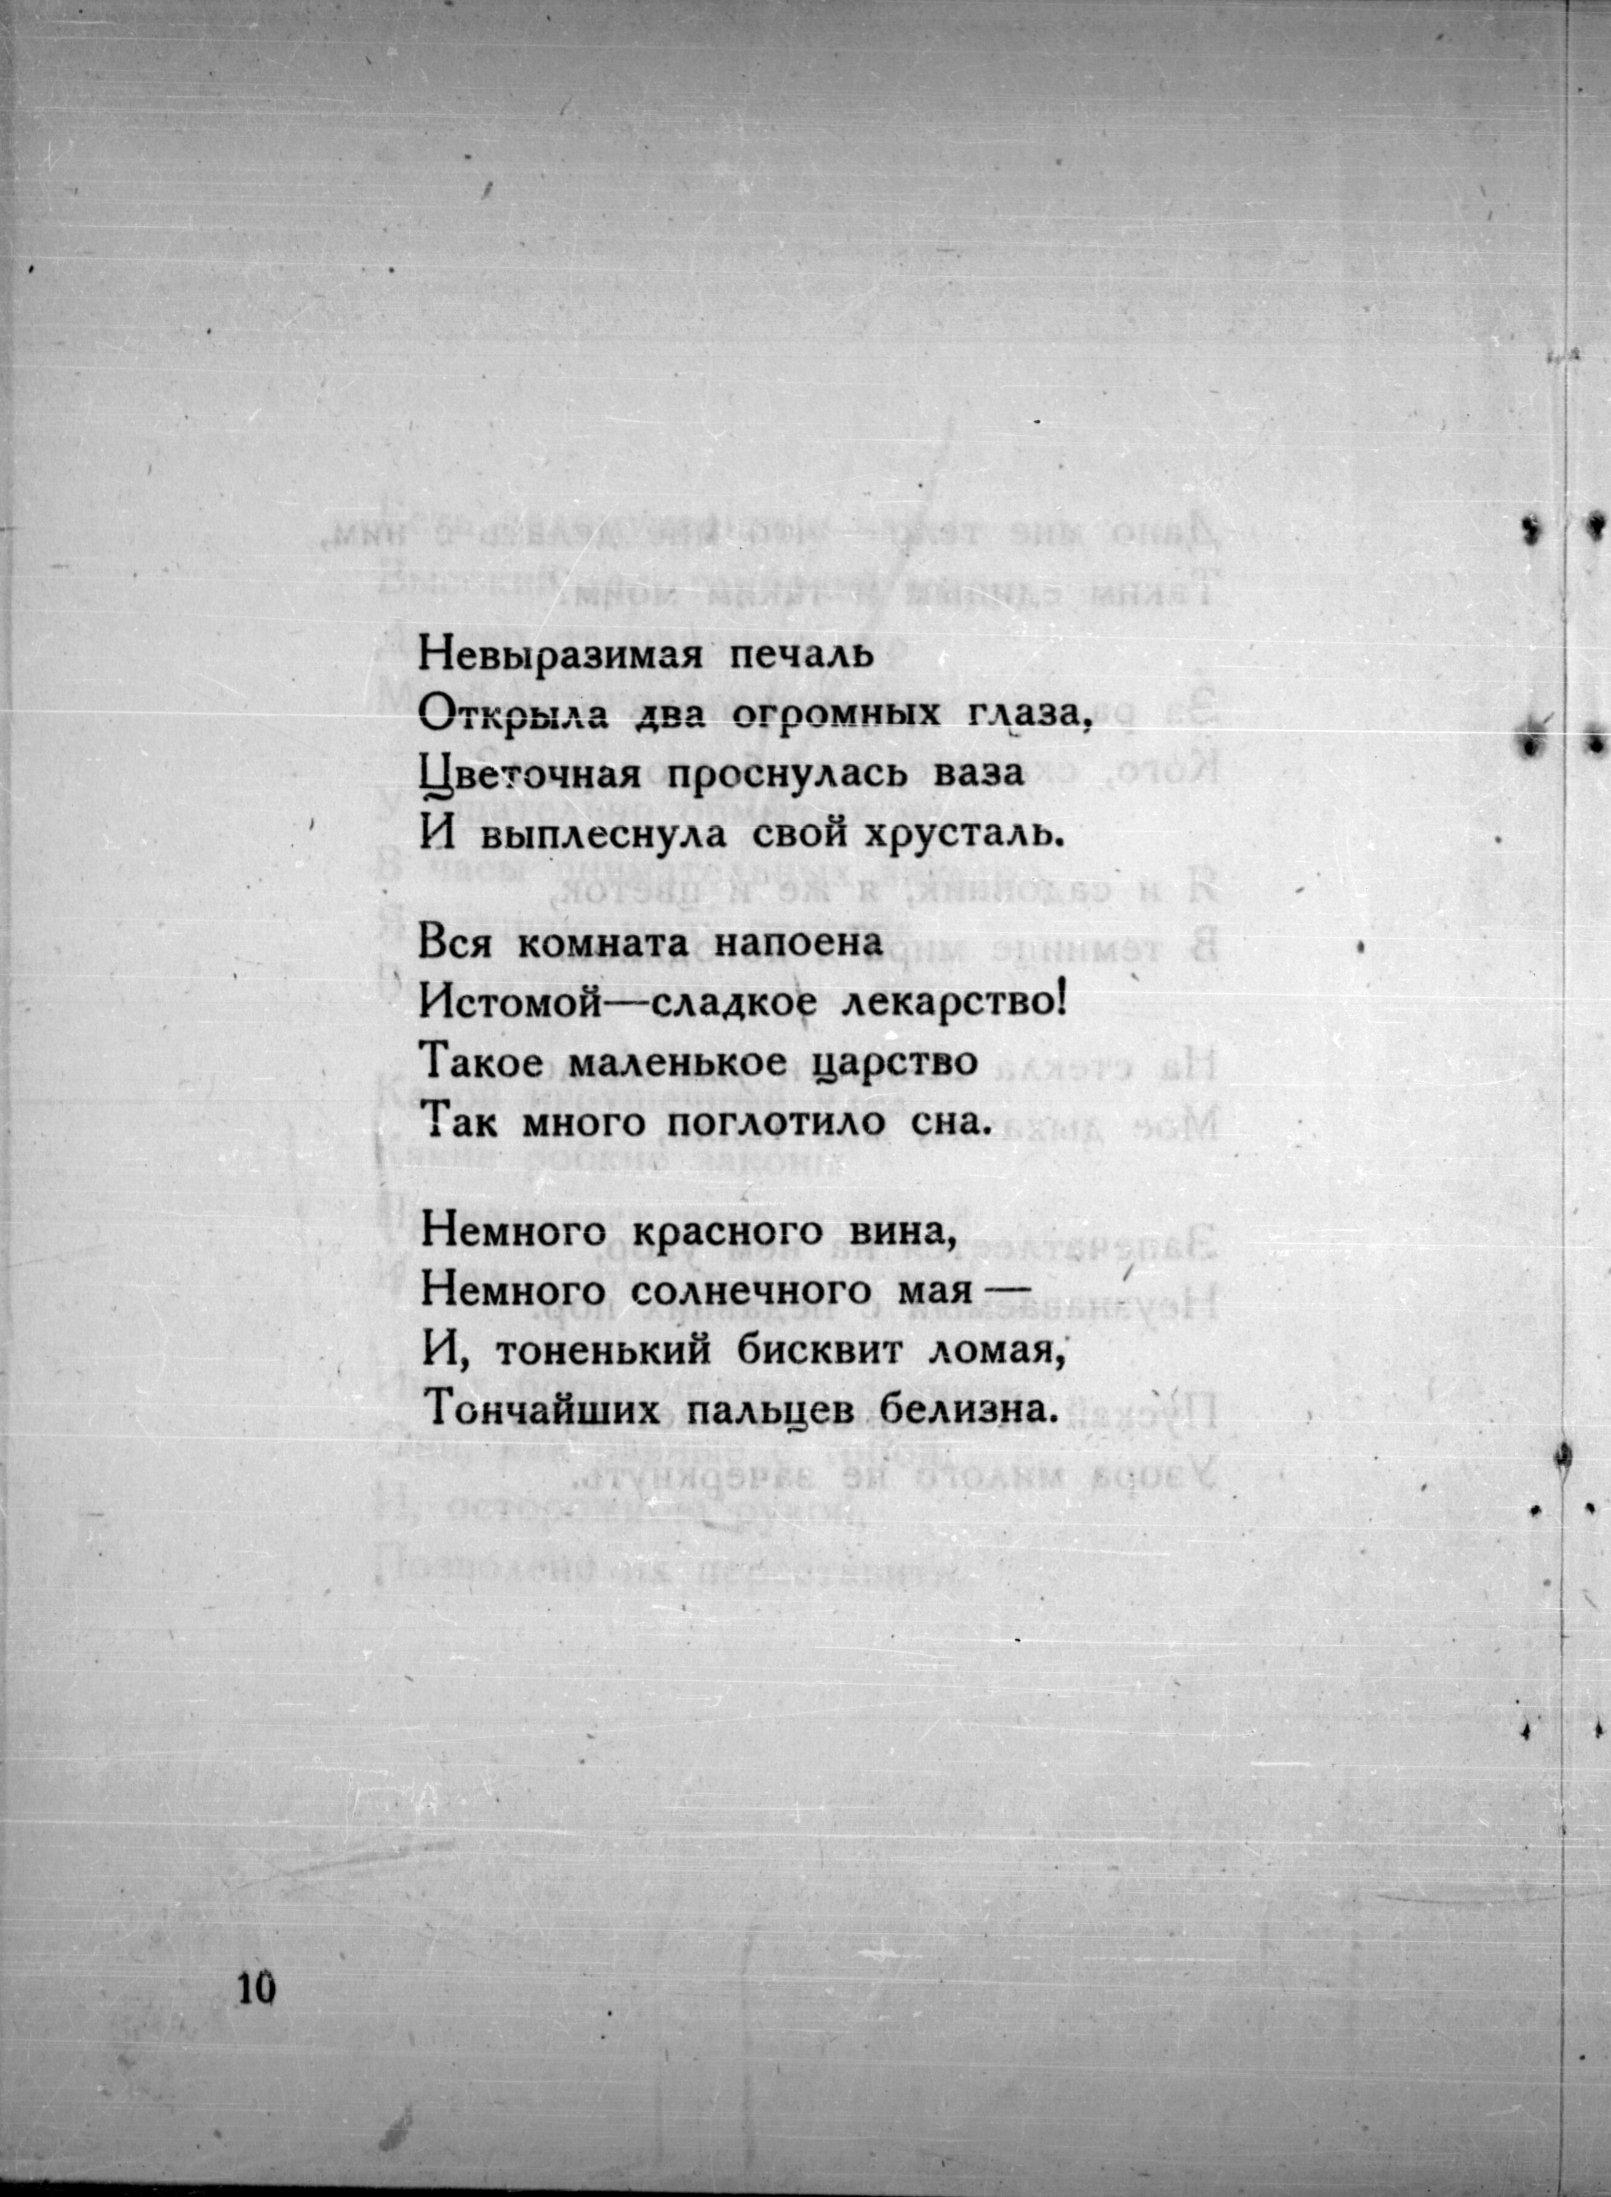 Невыразимая печаль
Открыла два огромных глаза,
Цветочная проснулась ваза
И выплеснула свой хрусталь.
Вся комната напоена
Истомой—сладкое лекарство!
Такое маленькое царство
Так много поглотило сна.
Немного красного вина,
Немного солнечного мая —
И, тоненький бисквит ломая,
Тончайших пальцев белизна.
10